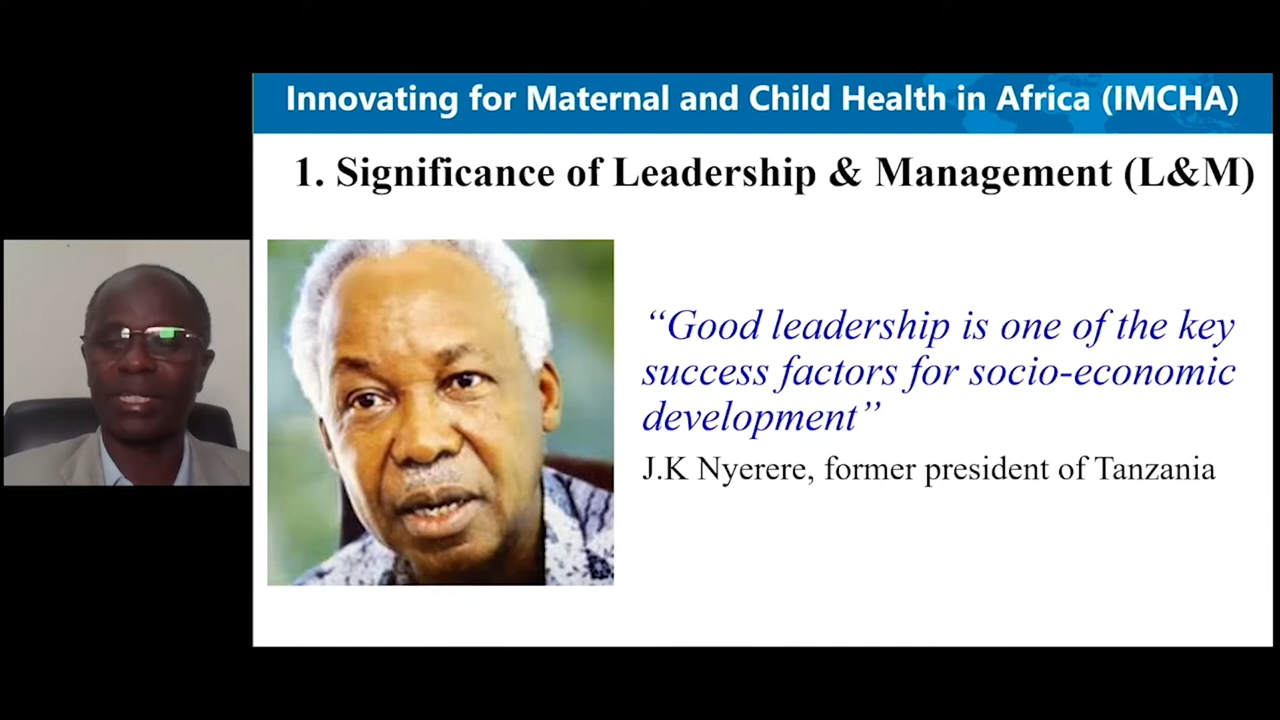 Innovating for Maternal and Child Health in Africa (IMCHA)
1. Significance of Leadership & Management (L&M)
“Good leadership is one of the key
success factors for socio-economic
development”
J.K Nyerere, former president of Tanzania